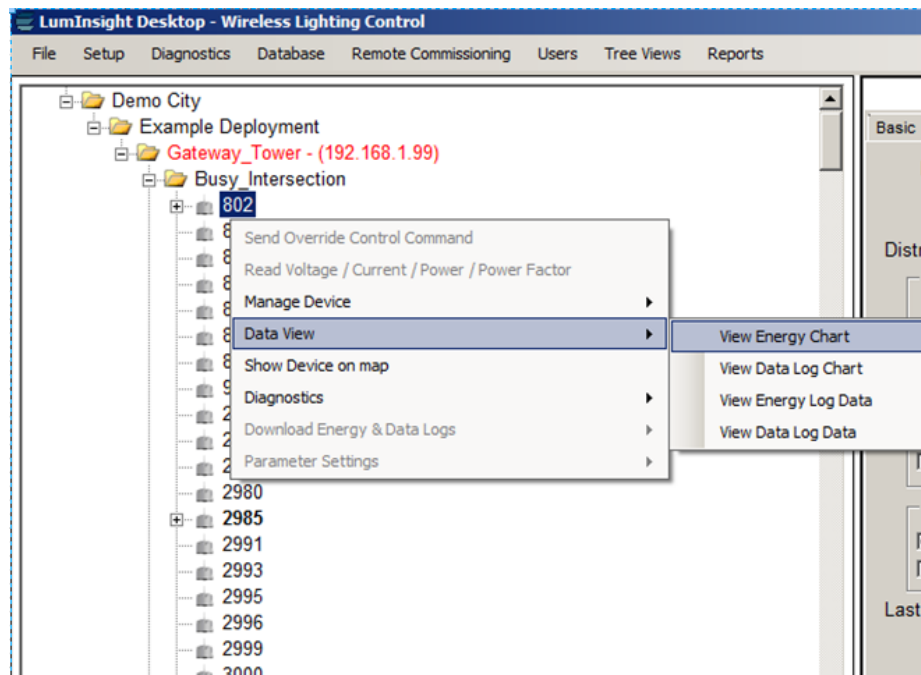 LumInsight Desktop - Wireless Lighting Control
File Setup Diagnostics Database Remote Commissioning Users Tree Views Reports
Demo City
Example Deployment
Gateway_Tower - (192.168.1.99)
Busy_Intersection
802
Send Override Control Command
Read Voltage / Current / Power / Power Factor
Manage Device
Data View
Show Device on map
Diagnostics
Download Energy & Data Logs
Parameter Settings
View Energy Chart
View Data Log Chart
View Energy Log Data
View Data Log Data
2980
2985
2991
2993
2995
2996
2999
3000
Basic
Last